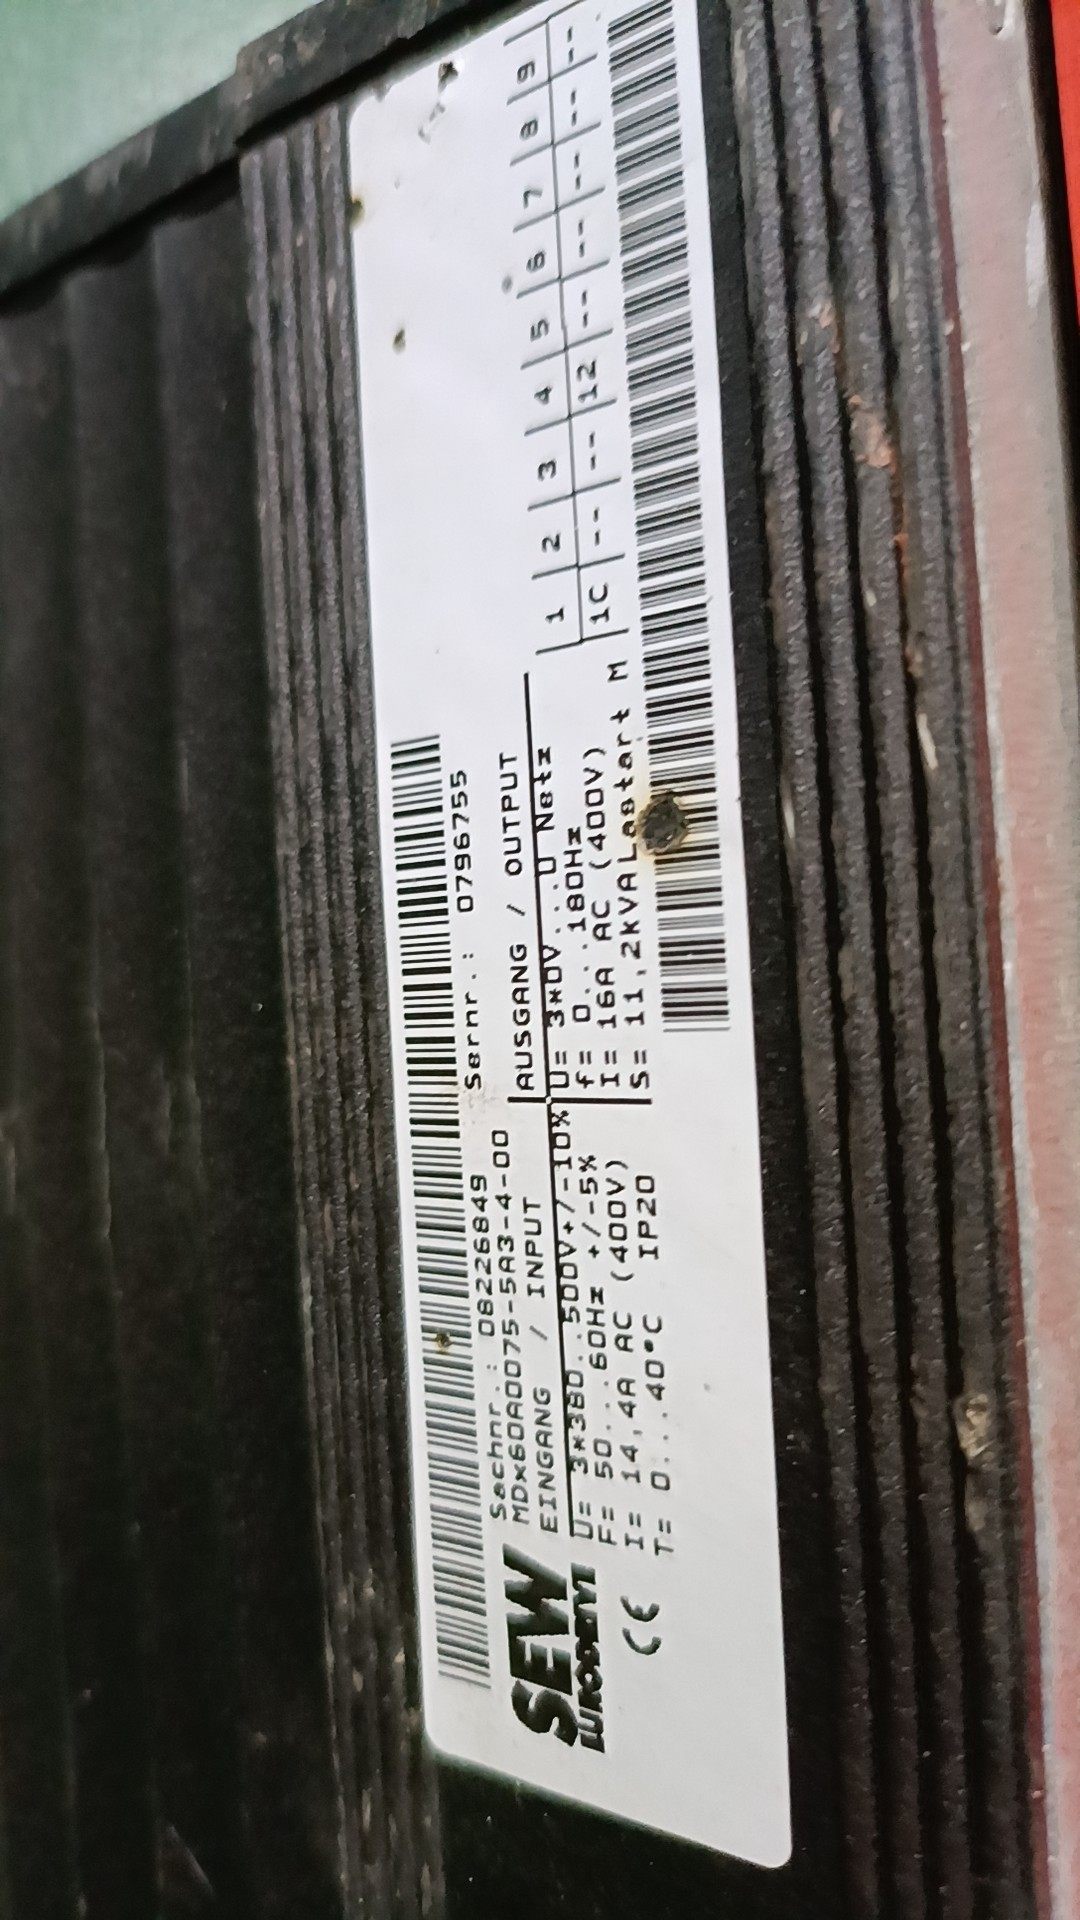 Sachnr.: 08226849 Sernr.: 0796755
MDx60A0075-5A3-4-00
EINGANG / INPUT
AUSGANG / OUTPUT
U= 3*380..500V+/-10%
U= 3*0V...U Netz
F= 50...60Hz +/-5%
f= 0...180Hz
I= 14,4A AC (400V)
I= 16A AC (400V)
T= 0...40°C IP20
S= 11,2kVA Lastart M
1 2 3 4 5 6 7 8 9
1C -- -- 12 -- -- -- -- --
SEW
EURODRIVE
CE